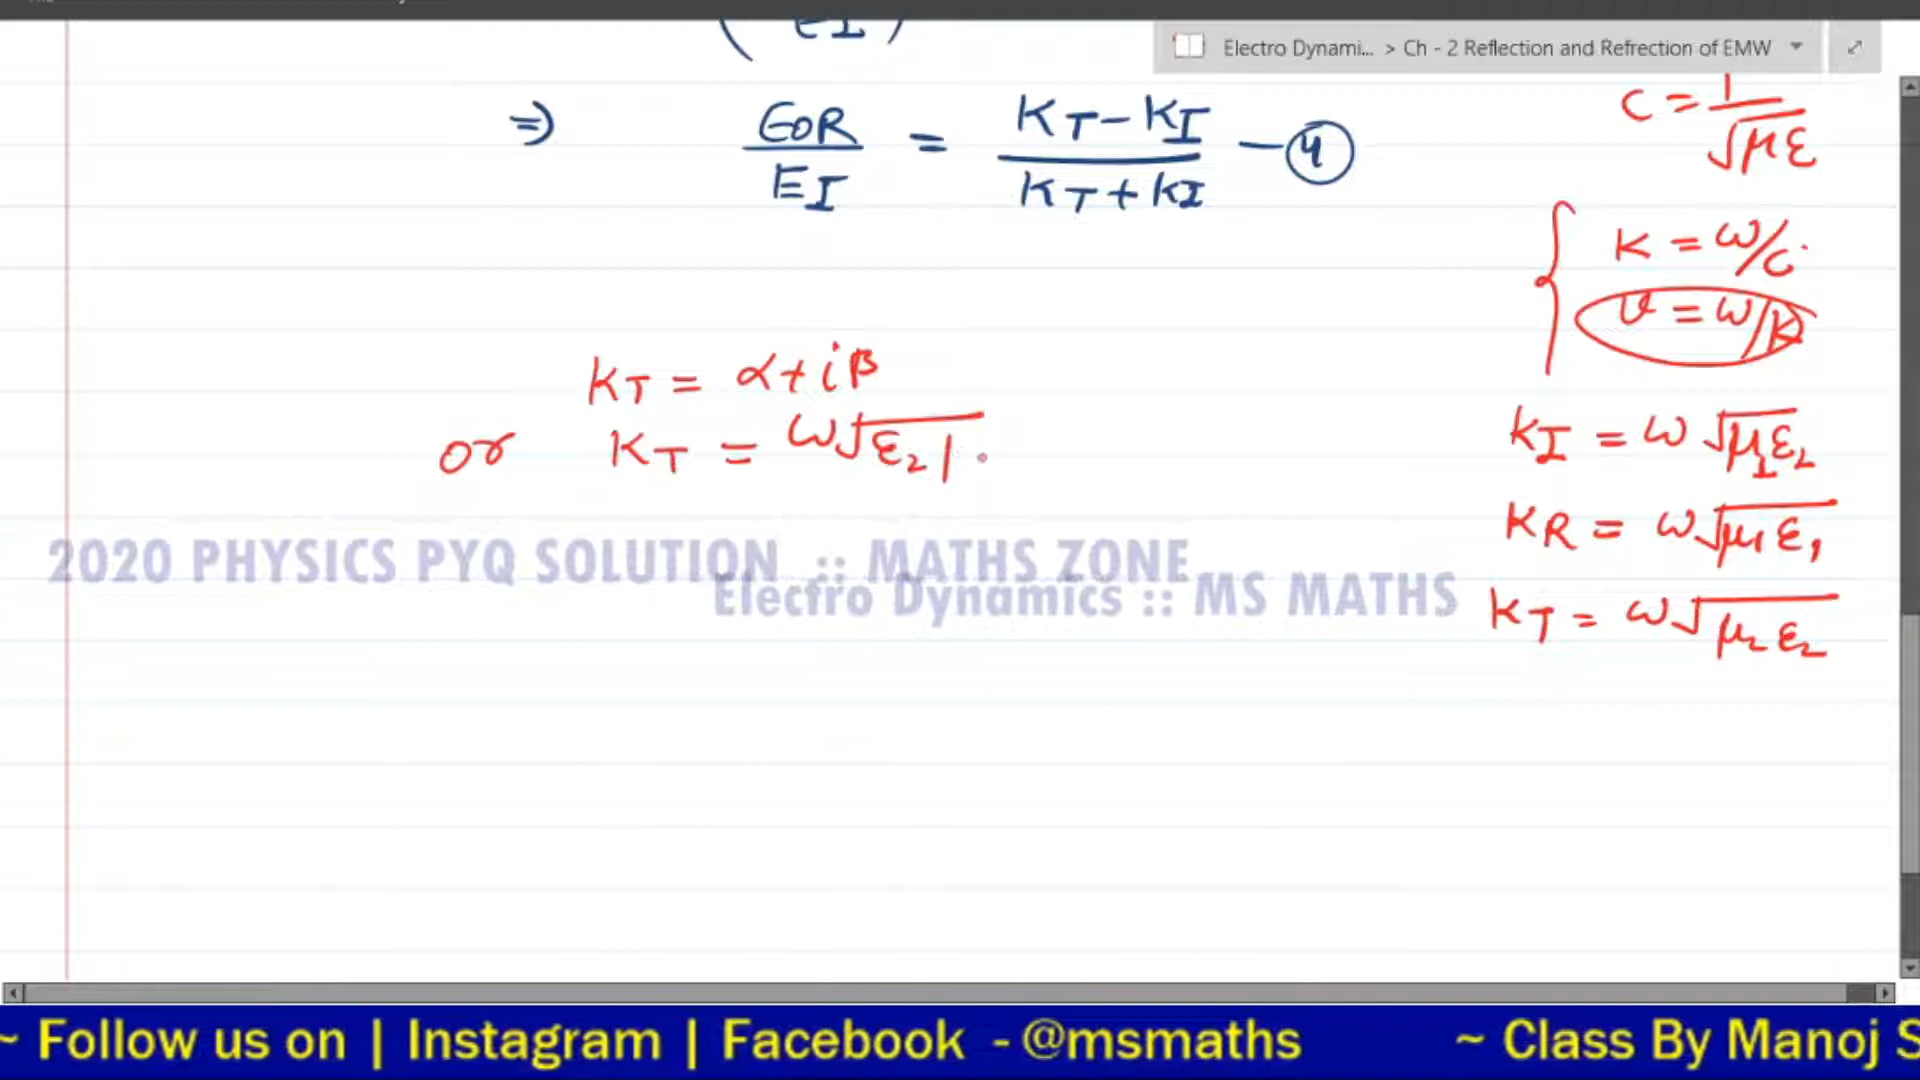 Electro Dynami... > Ch - 2 Reflection and Refrection of EMW
⇒ E0R/EI = (KT - KI)/(KT + KI) - ④
C = 1/√με
K = ω/c
v = ω/k
KT = α + iβ
or KT = ω√ε2
KI = ω√μ1ε2
KR = ω√μ1ε1
KT = ω√μ2ε2
2020 PHYSICS PYQ SOLUTION :: MATHS ZONE
Electro Dynamics :: MS MATHS
~ Follow us on | Instagram | Facebook - @msmaths ~ Class By Manoj S